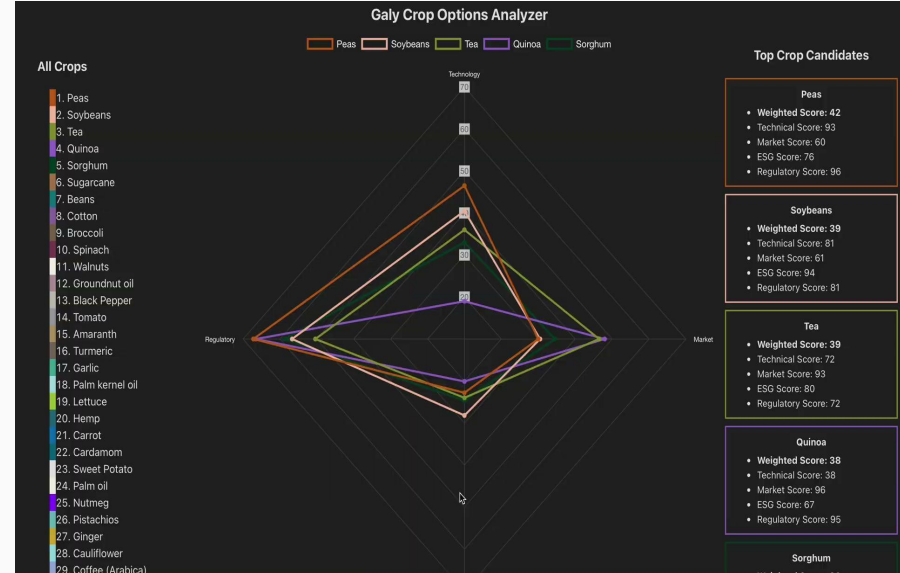 Galy Crop Options Analyzer
Peas
Soybeans
Tea
Quinoa
Sorghum
All Crops
1. Peas
2. Soybeans
3. Tea
4. Quinoa
5. Sorghum
6. Sugarcane
7. Beans
8. Cotton
9. Broccoli
10. Spinach
11. Walnuts
12. Groundnut oil
13. Black Pepper
14. Tomato
15. Amaranth
16. Turmeric
17. Garlic
18. Palm kernel oil
19. Lettuce
20. Hemp
21. Carrot
22. Cardamom
23. Sweet Potato
24. Palm oil
25. Nutmeg
26. Pistachios
27. Ginger
28. Cauliflower
29. Coffee (Arabica)
Technology
70
60
50
30
20
Regulatory
Market
Top Crop Candidates
Peas
Weighted Score: 42
Technical Score: 93
Market Score: 60
ESG Score: 76
Regulatory Score: 96
Soybeans
Weighted Score: 39
Technical Score: 81
Market Score: 61
ESG Score: 94
Regulatory Score: 81
Tea
Weighted Score: 39
Technical Score: 72
Market Score: 93
ESG Score: 80
Regulatory Score: 72
Quinoa
Weighted Score: 38
Technical Score: 38
Market Score: 96
ESG Score: 67
Regulatory Score: 95
Sorghum